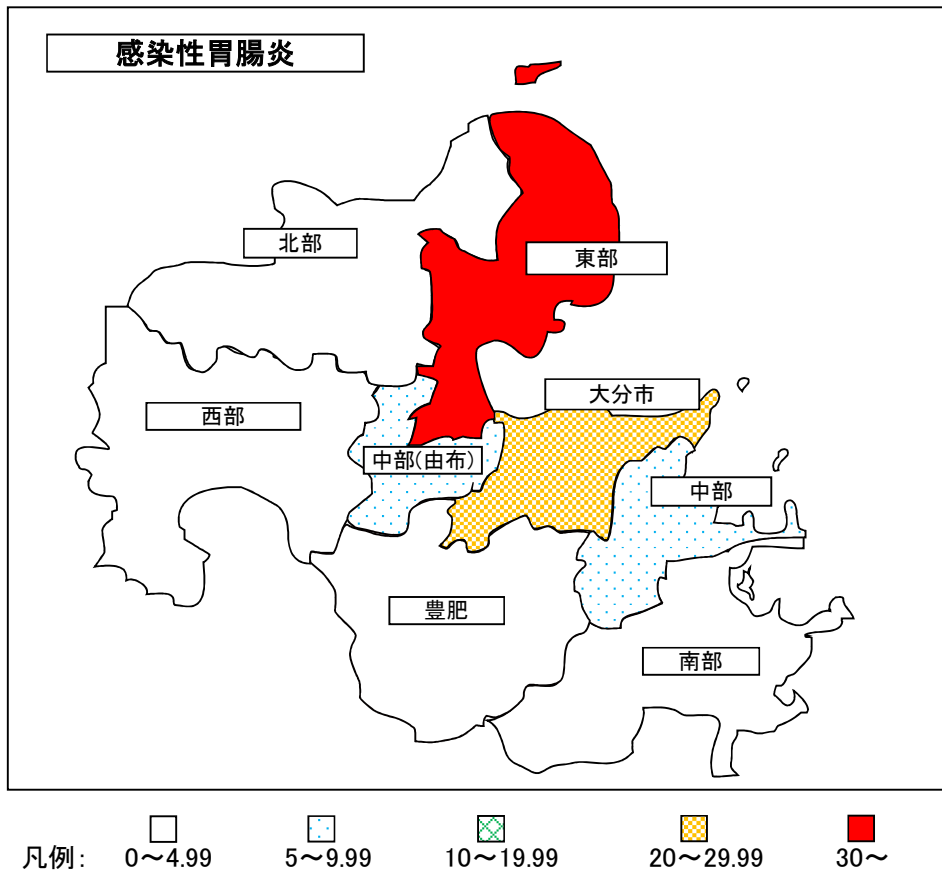 感染性胃腸炎
北部
東部
大分市
西部
中部(由布)
中部
豊肥
南部
凡例: 0～4.99 5～9.99 10～19.99 20～29.99 30～